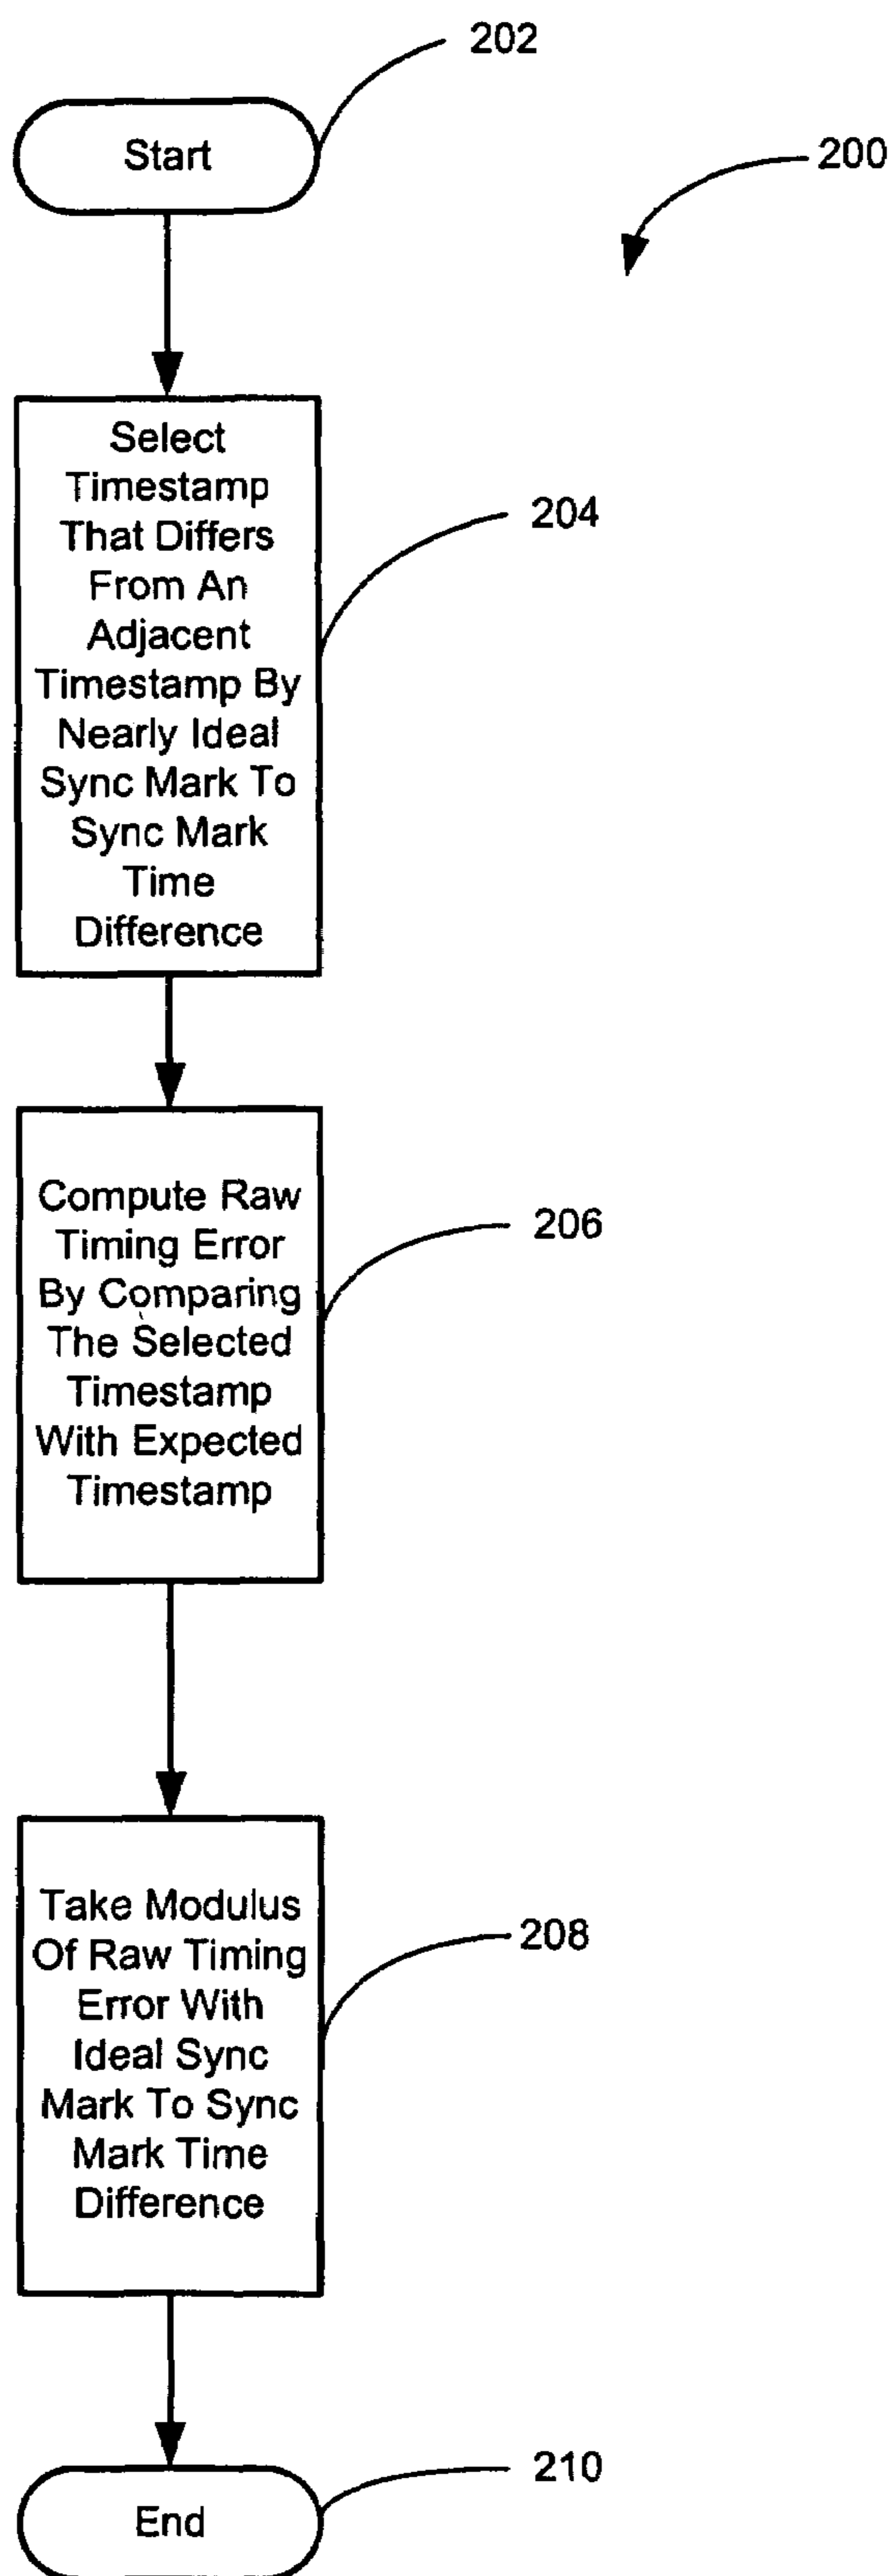 202
Start
200
Select
Timestamp
That Differs
From An
Adjacent
Timestamp By
Nearly Ideal
Sync Mark To
Sync Mark
Time
Difference
204
Compute Raw
Timing Error
By Comparing
The Selected
Timestamp
With Expected
Timestamp
206
Take Modulus
Of Raw Timing
Error With
Ideal Sync
Mark To Sync
Mark Time
Difference
208
210
End